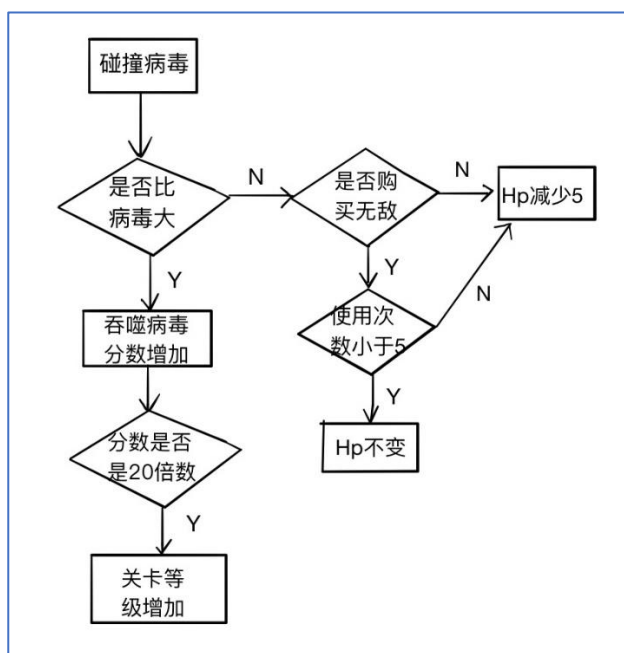 碰撞病毒
是否比
病毒大
N
是否购
买无敌
N
Hp减少5
Y
Y
吞噬病毒
分数增加
使用次
数小于5
N
Y
分数是否
是20倍数
Hp不变
Y
关卡等
级增加